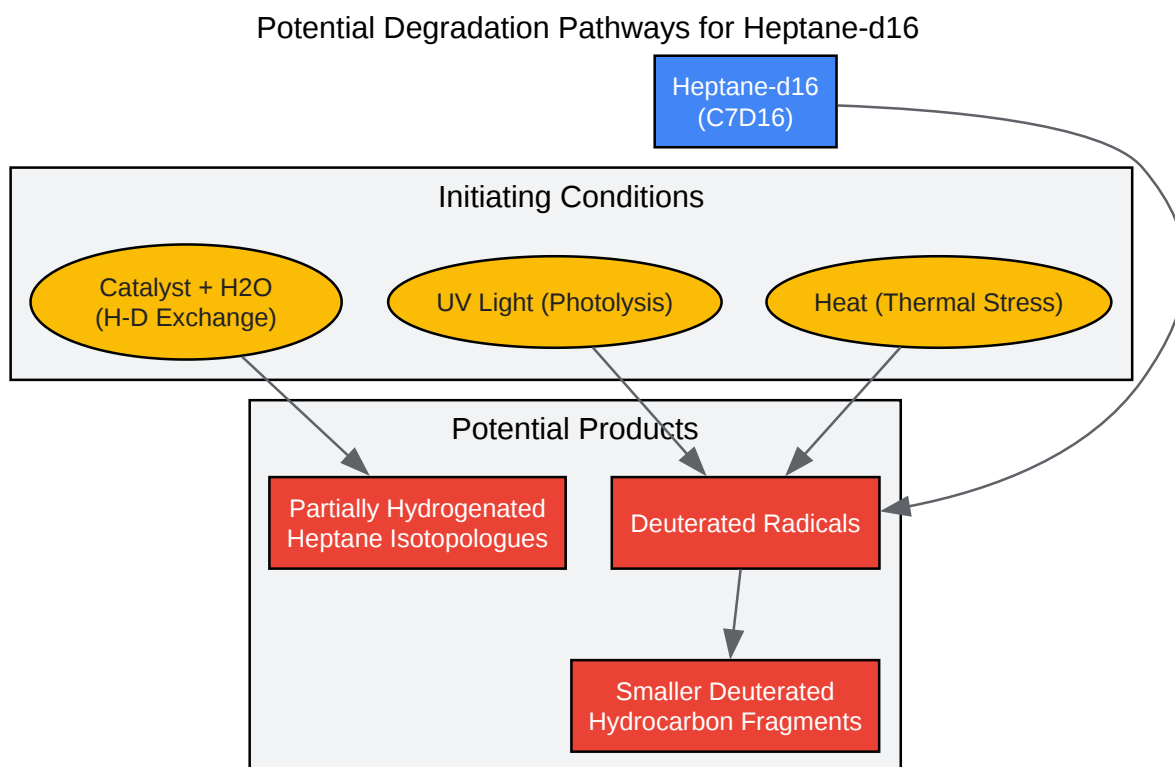 Potential Degradation Pathways for Heptane-d16
Heptane-d16
(C7D16)
Initiating Conditions
Catalyst + H2O
(H-D Exchange)
UV Light (Photolysis)
Heat (Thermal Stress)
Potential Products
Partially Hydrogenated
Heptane Isotopologues
Deuterated Radicals
Smaller Deuterated
Hydrocarbon Fragments